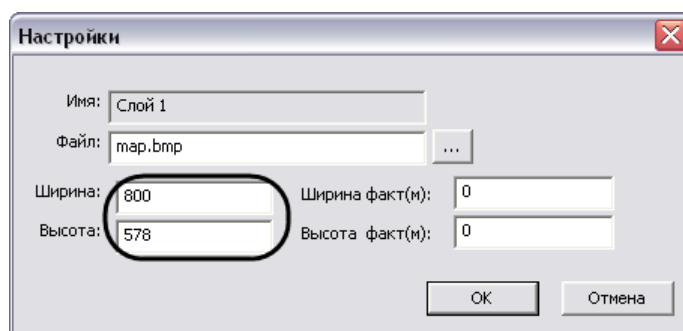 Настройки
Имя: Слой 1
Файл: map.bmp ...
Ширина: 800 Ширина факт(м): 0
Высота: 578 Высота факт(м): 0
OK Отмена